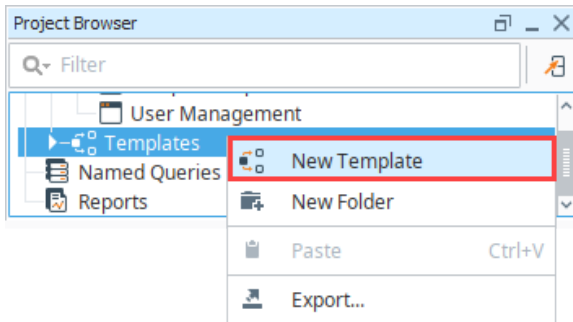 Project Browser
Filter
User Management
Templates
New Template
Named Queries
Reports
New Folder
Paste Ctrl+V
Export...